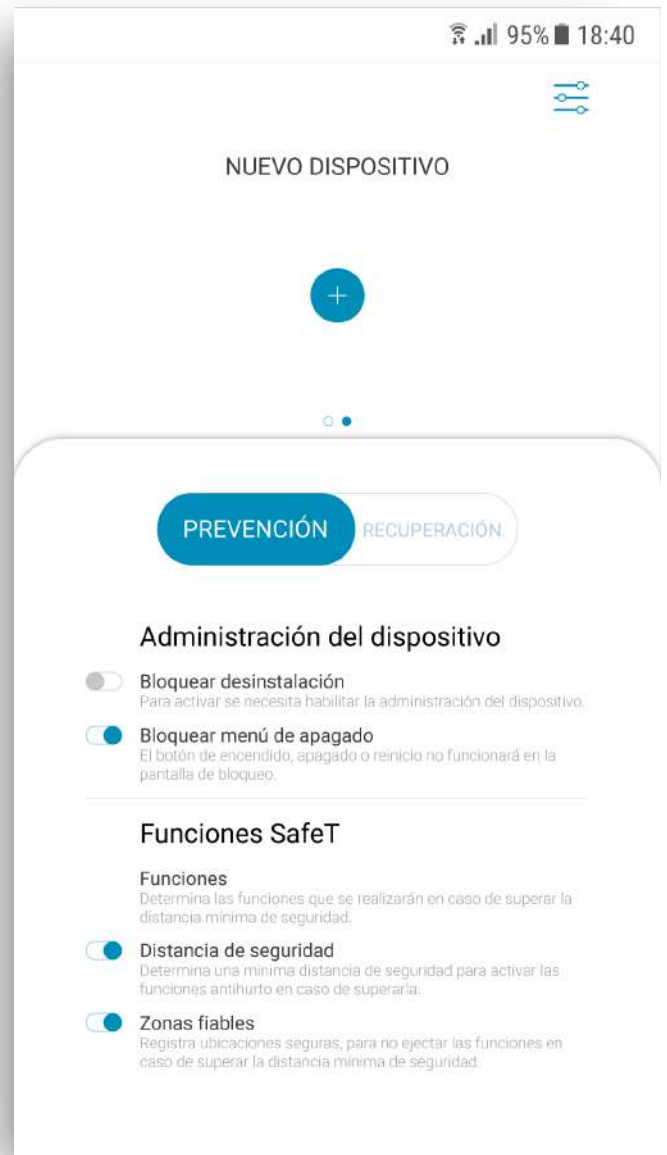 95% 18:40
NUEVO DISPOSITIVO
PREVENCIÓN RECUPERACIÓN
Administración del dispositivo
Bloquear desinstalación
Para activar se necesita habilitar la administración del dispositivo.
Bloquear menú de apagado
El botón de encendido, apagado o reinicio no funcionará en la
pantalla de bloqueo.
Funciones SafeT
Funciones
Determina las funciones que se realizarán en caso de superar la
distancia mínima de seguridad.
Distancia de seguridad
Determina una mínima distancia de seguridad para activar las
funciones antihurto en caso de superarla.
Zonas fiables
Registra ubicaciones seguras, para no ejectar las funciones en
caso de superar la distancia mínima de seguridad